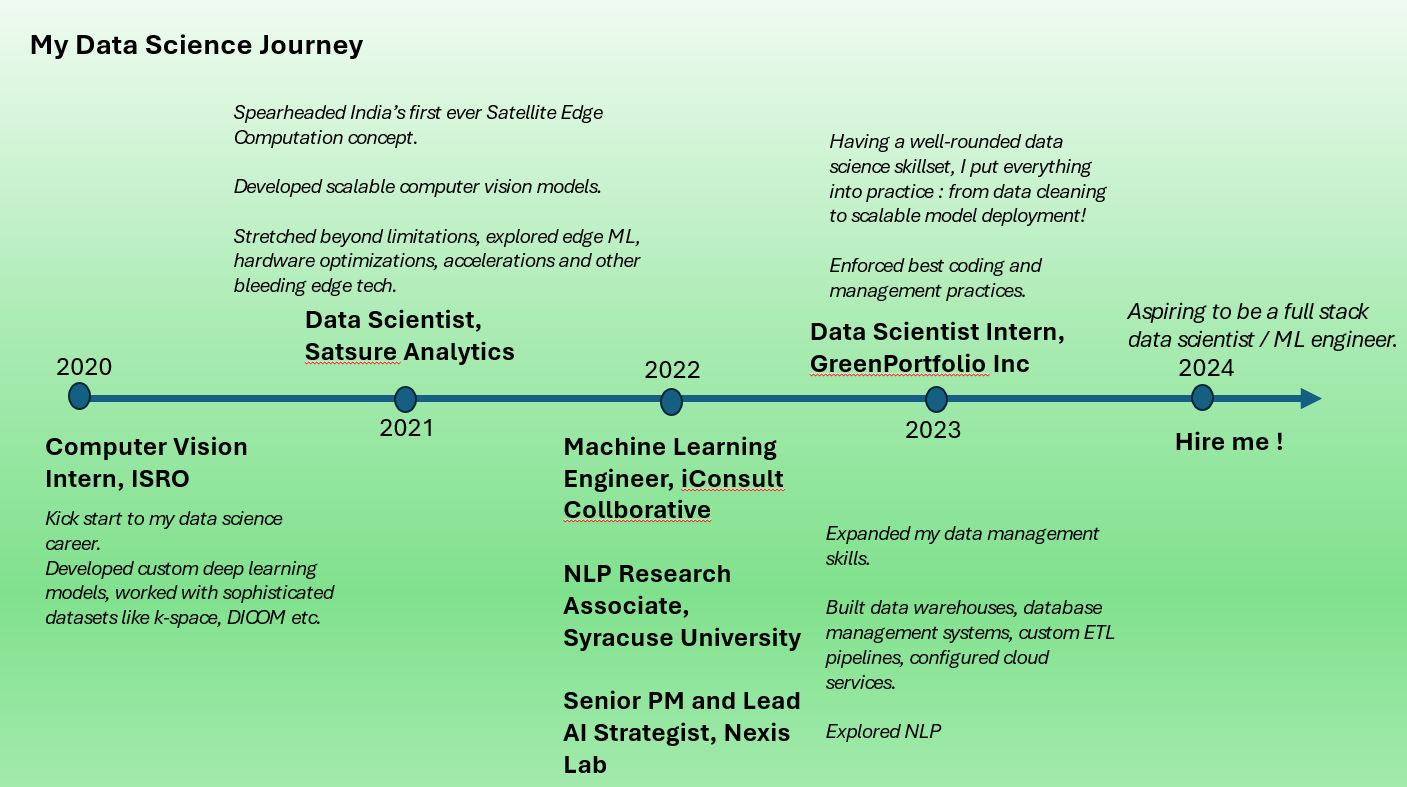 My Data Science Journey
Spearheaded India’s first ever Satellite Edge
Computation concept.
Developed scalable computer vision models.
Stretched beyond limitations, explored edge ML,
hardware optimizations, accelerations and other
bleeding edge tech.
Having a well-rounded data
science skillset, I put everything
into practice : from data cleaning
to scalable model deployment!
Enforced best coding and
management practices.
Aspiring to be a full stack
data scientist / ML engineer.
2020
Data Scientist,
Satsure Analytics
2022
Data Scientist Intern,
GreenPortfolio Inc
2024
Computer Vision
Intern, ISRO
Kick start to my data science
career.
Developed custom deep learning
models, worked with sophisticated
datasets like k-space, DICOM etc.
2021
Machine Learning
Engineer, iConsult
Collborative
NLP Research
Associate,
Syracuse University
Senior PM and Lead
AI Strategist, Nexis
Lab
2023
Expanded my data management
skills.
Built data warehouses, database
management systems, custom ETL
pipelines, configured cloud
services.
Explored NLP
Hire me !